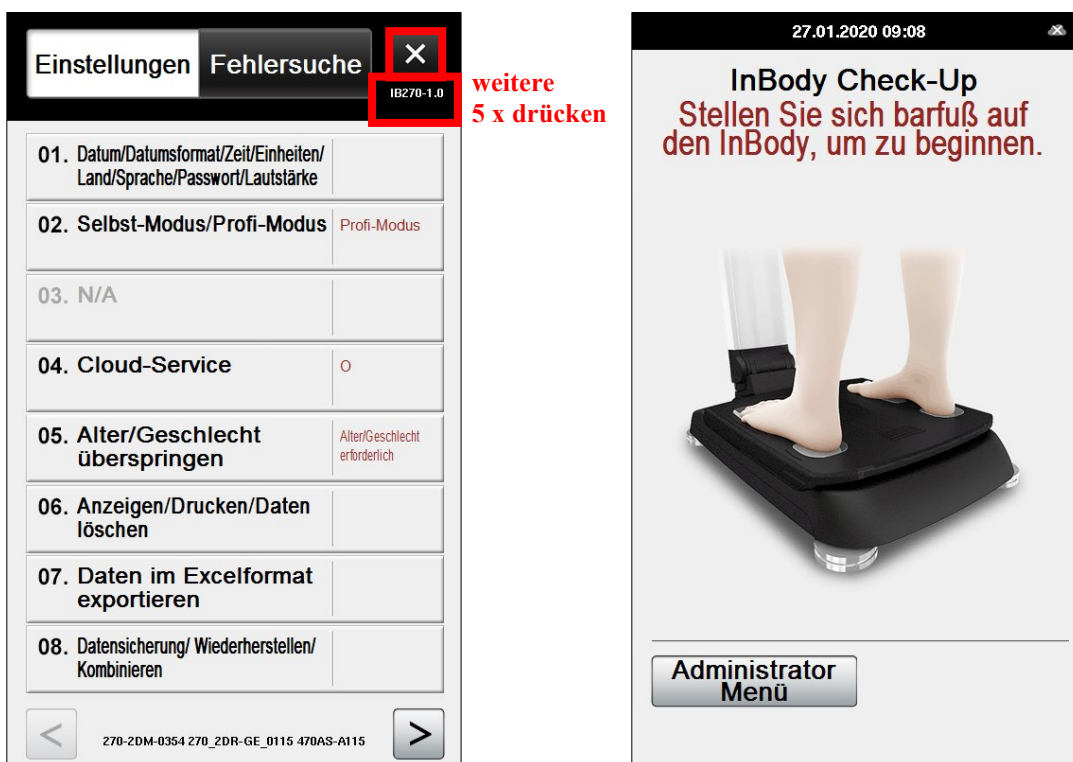 Einstellungen Fehlersuche ×
IB270-1.0
weitere
5 x drücken
01. Datum/Datumsformat/Zeit/Einheiten/
Land/Sprache/Passwort/Lautstärke
02. Selbst-Modus/Profi-Modus Profi-Modus
03. N/A
04. Cloud-Service O
05. Alter/Geschlecht
überspringen
Alter/Geschlecht
erforderlich
06. Anzeigen/Drucken/Daten
löschen
07. Daten im Excelformat
exportieren
08. Datensicherung/ Wiederherstellen/
Kombinieren
< 270-2DM-0354 270_2DR-GE_0115 470AS-A115 >
27.01.2020 09:08
InBody Check-Up
Stellen Sie sich barfuß auf
den InBody, um zu beginnen.
Administrator
Menü